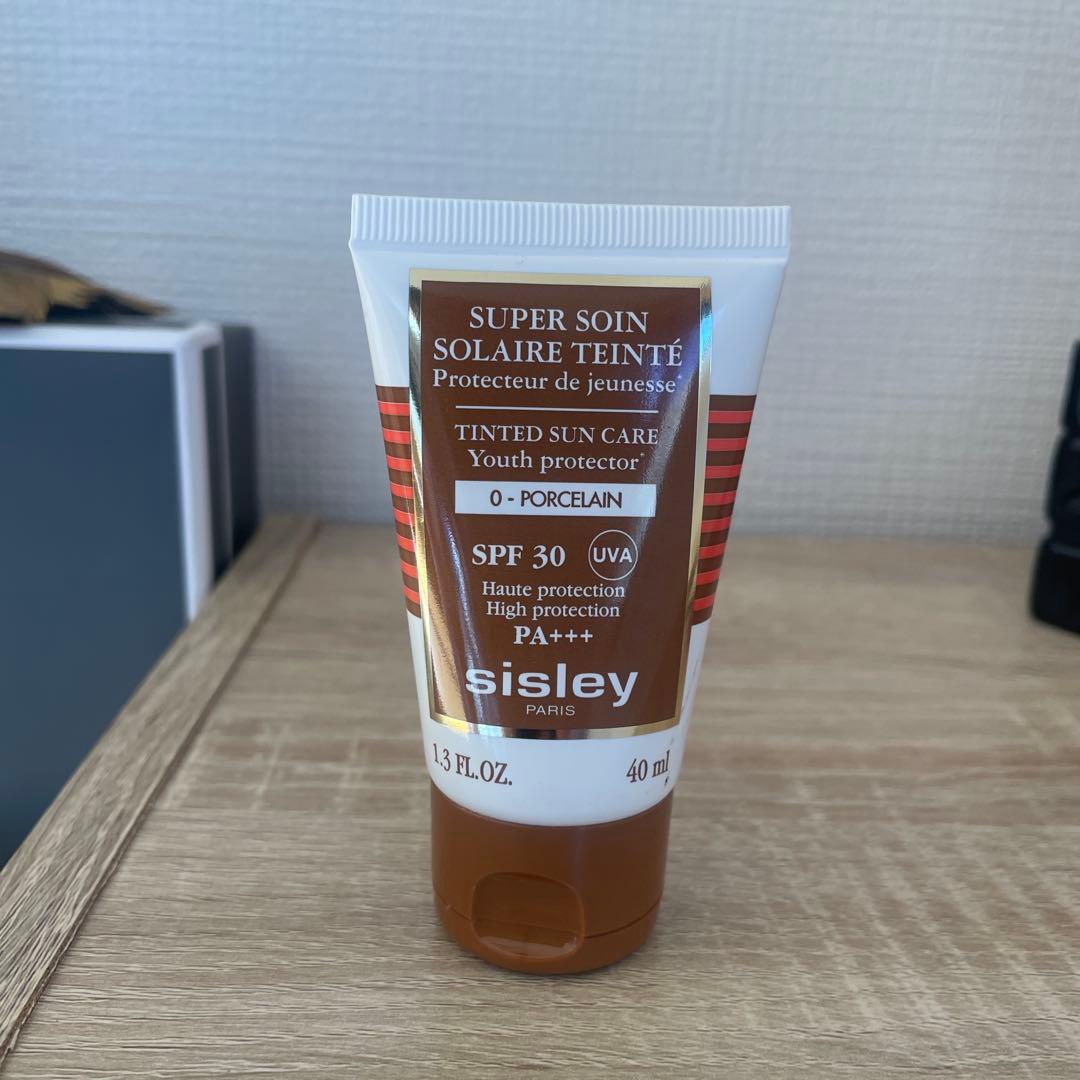 SUPER SOIN
SOLAIRE TEINTÉ
Protecteur de jeunesse*
TINTED SUN CARE
Youth protector*
0 - PORCELAIN
SPF 30 UVA
Haute protection
High protection
PA+++
sisley
PARIS
1.3 FL.OZ. 40 ml